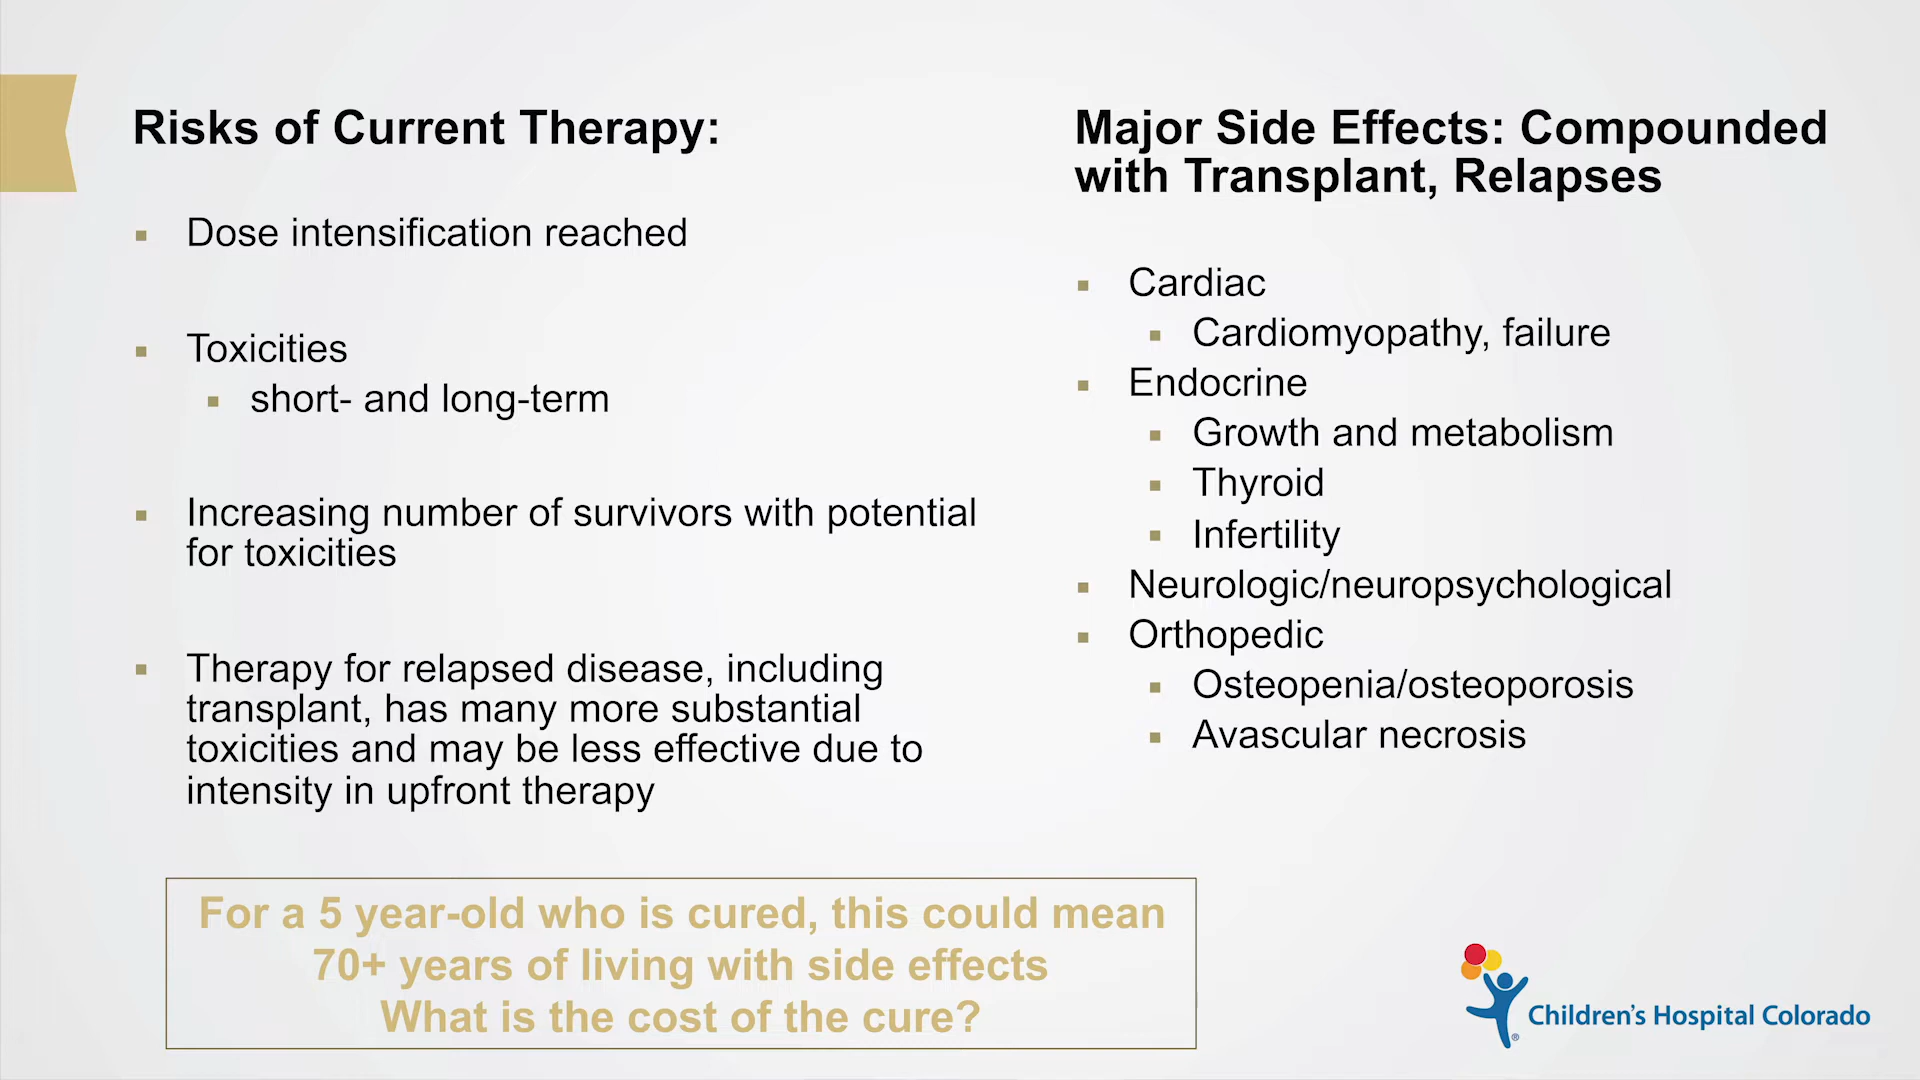 Risks of Current Therapy:
Dose intensification reached
Toxicities
short- and long-term
Increasing number of survivors with potential
for toxicities
Therapy for relapsed disease, including
transplant, has many more substantial
toxicities and may be less effective due to
intensity in upfront therapy
Major Side Effects: Compounded
with Transplant, Relapses
Cardiac
Cardiomyopathy, failure
Endocrine
Growth and metabolism
Thyroid
Infertility
Neurologic/neuropsychological
Orthopedic
Osteopenia/osteoporosis
Avascular necrosis
For a 5 year-old who is cured, this could mean
70+ years of living with side effects
What is the cost of the cure?
Children's Hospital Colorado
®